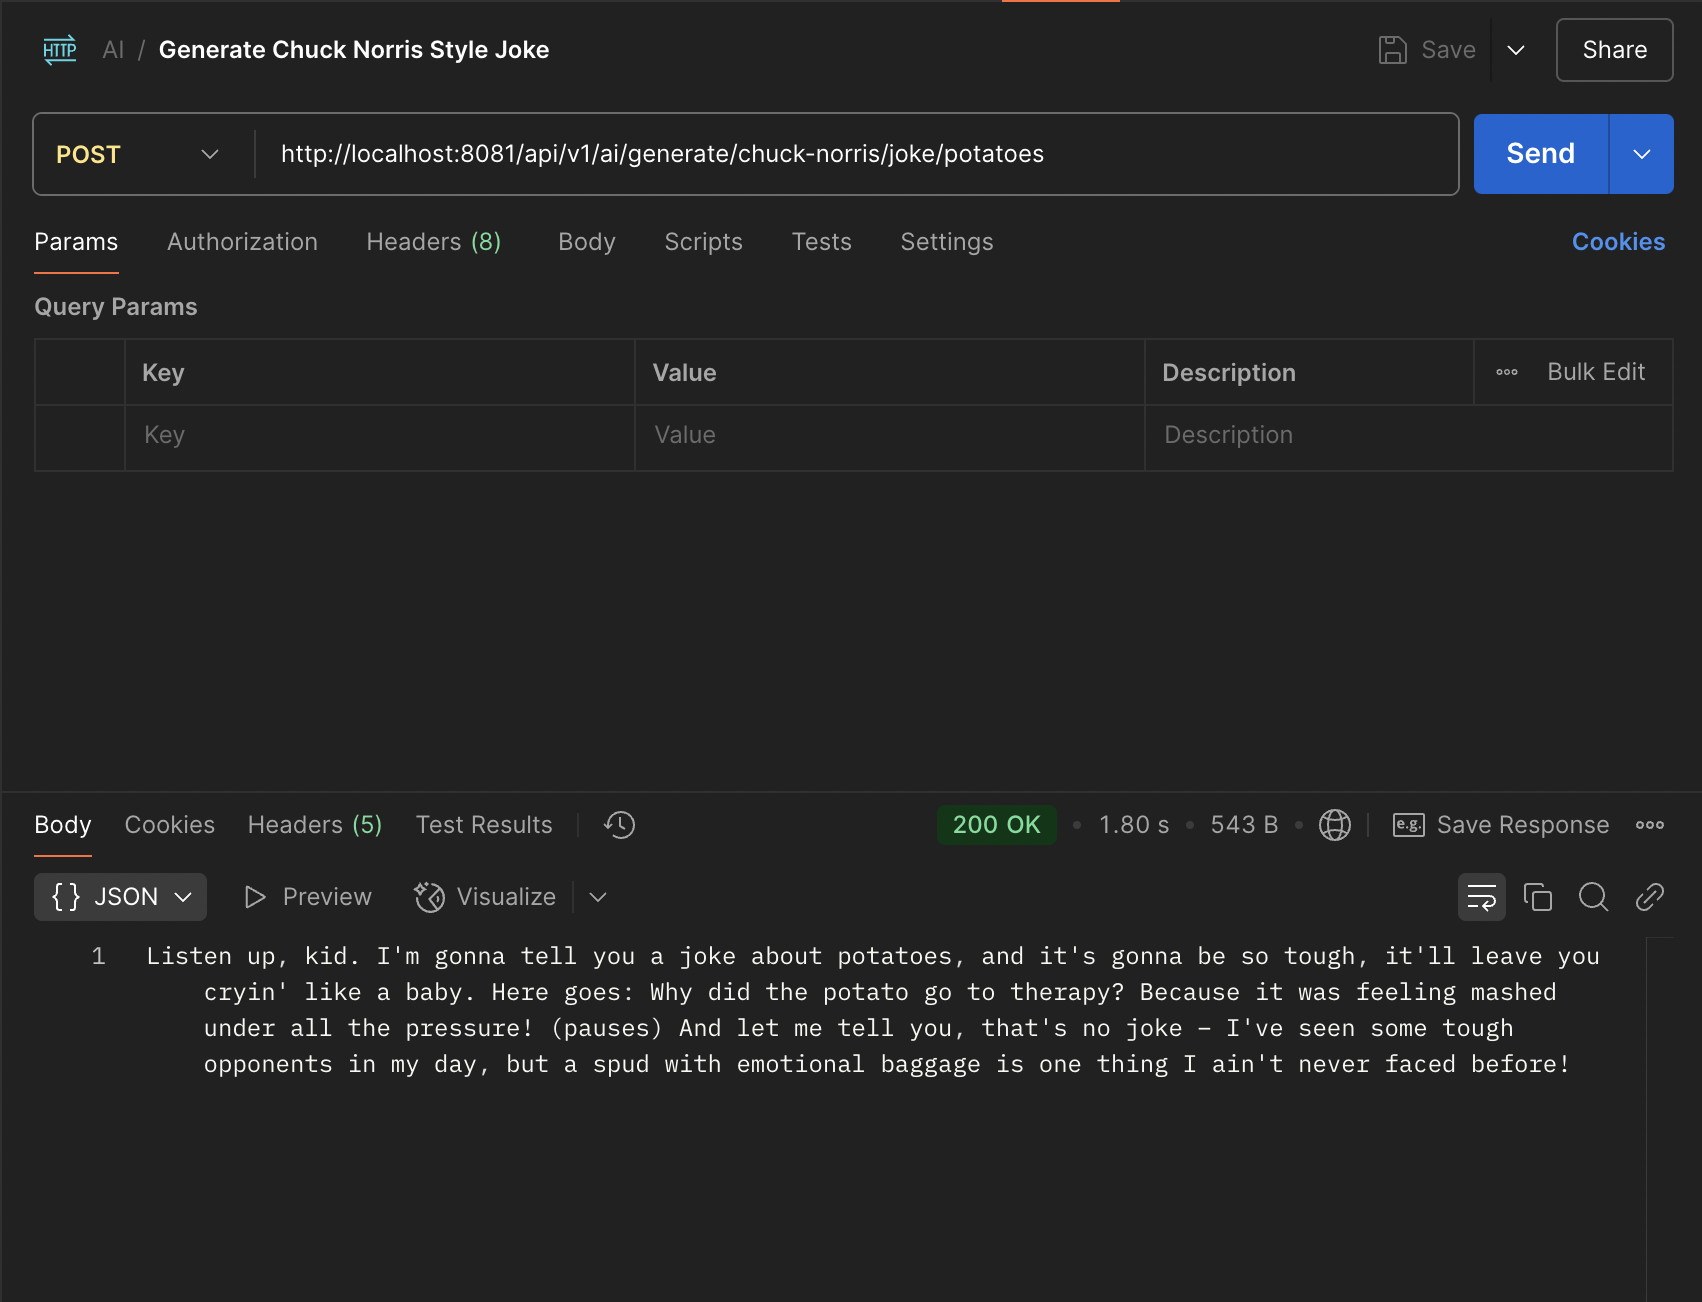 HTTP AI / Generate Chuck Norris Style Joke Save Share
POST http://localhost:8081/api/v1/ai/generate/chuck-norris/joke/potatoes Send
Params Authorization Headers (8) Body Scripts Tests Settings Cookies
Query Params
Key Value Description Bulk Edit
Key Value Description
Body Cookies Headers (5) Test Results 200 OK • 1.80 s • 543 B • e.g. Save Response
{} JSON Preview Visualize
1 Listen up, kid. I'm gonna tell you a joke about potatoes, and it's gonna be so tough, it'll leave you
cryin' like a baby. Here goes: Why did the potato go to therapy? Because it was feeling mashed
under all the pressure! (pauses) And let me tell you, that's no joke – I've seen some tough
opponents in my day, but a spud with emotional baggage is one thing I ain't never faced before!